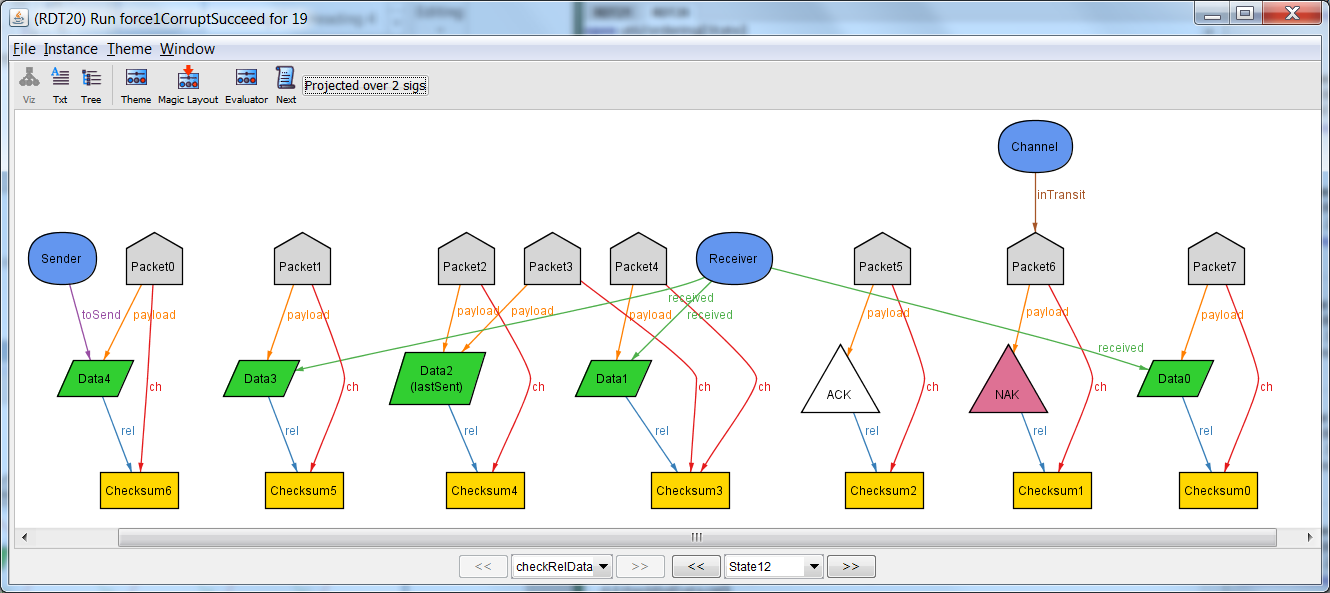 (RDT20) Run force1CorruptSucceed for 19
File Instance Theme Window
Viz Txt Tree Theme Magic Layout Evaluator Next Projected over 2 sigs
Channel
inTransit
Sender Packet0 Packet1 Packet2 Packet3 Packet4 Receiver Packet5 Packet6 Packet7
received
toSend payload payload payload payload payload received payload payload payload
received
Data4 Data3 Data2 Data1 Data0
(lastSent)
ch ch ch ch ch ch ch ch
ACK NAK
rel rel rel rel rel rel rel
Checksum6 Checksum5 Checksum4 Checksum3 Checksum2 Checksum1 Checksum0
<< checkRelData >> << State12 >>